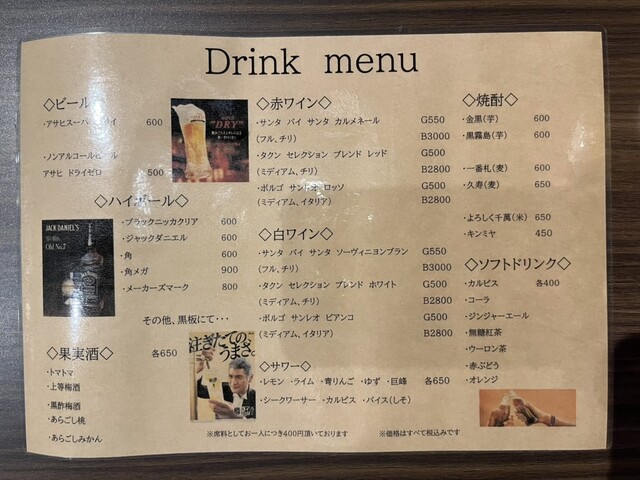 Drink menu
◇ビール
・アサヒスーパードライ 600
・ノンアルコールビール
アサヒ ドライゼロ 500
DRY
◇ハイボール◇
JACK DANIEL'S
Old No.7
・ブラックニッカクリア 600
・ジャックダニエル 600
・角 600
・角メガ 900
・メーカーズマーク 800
その他、黒板にて・・・
◇果実酒◇ 各650
・トマトマ
・上等梅酒
・黒酢梅酒
・あらごし桃
・あらごしみかん
注ぎたての、
うまさ。
◇赤ワイン◇
・サンタ バイ サンタ カルメネール G550
(フル、チリ) B3000
・タクン セレクション ブレンド レッド G500
(ミディアム、チリ) B2800
・ボルゴ サンレオ ロッソ G500
(ミディアム、イタリア) B2800
◇白ワイン◇
・サンタ バイ サンタ ソーヴィニヨンブラン G550
(フル、チリ) B3000
・タクン セレクション ブレンド ホワイト G500
(ミディアム、チリ) B2800
・ボルゴ サンレオ ビアンコ G500
(ミディアム、イタリア) B2800
◇サワー◇
・レモン ・ライム ・青りんご ・ゆず ・巨峰 各650
・シークワーサー ・カルピス ・バイス(しそ)
◇焼酎◇
・金黒(芋) 600
・黒霧島(芋) 600
・一番札(麦) 600
・久寿(麦) 650
・よろしく千萬(米) 650
・キンミヤ 450
◇ソフトドリンク◇
・カルピス 各400
・コーラ
・ジンジャーエール
・無糖紅茶
・ウーロン茶
・赤ぶどう
・オレンジ
※席料としてお一人につき400円頂いております ※価格はすべて税込みです